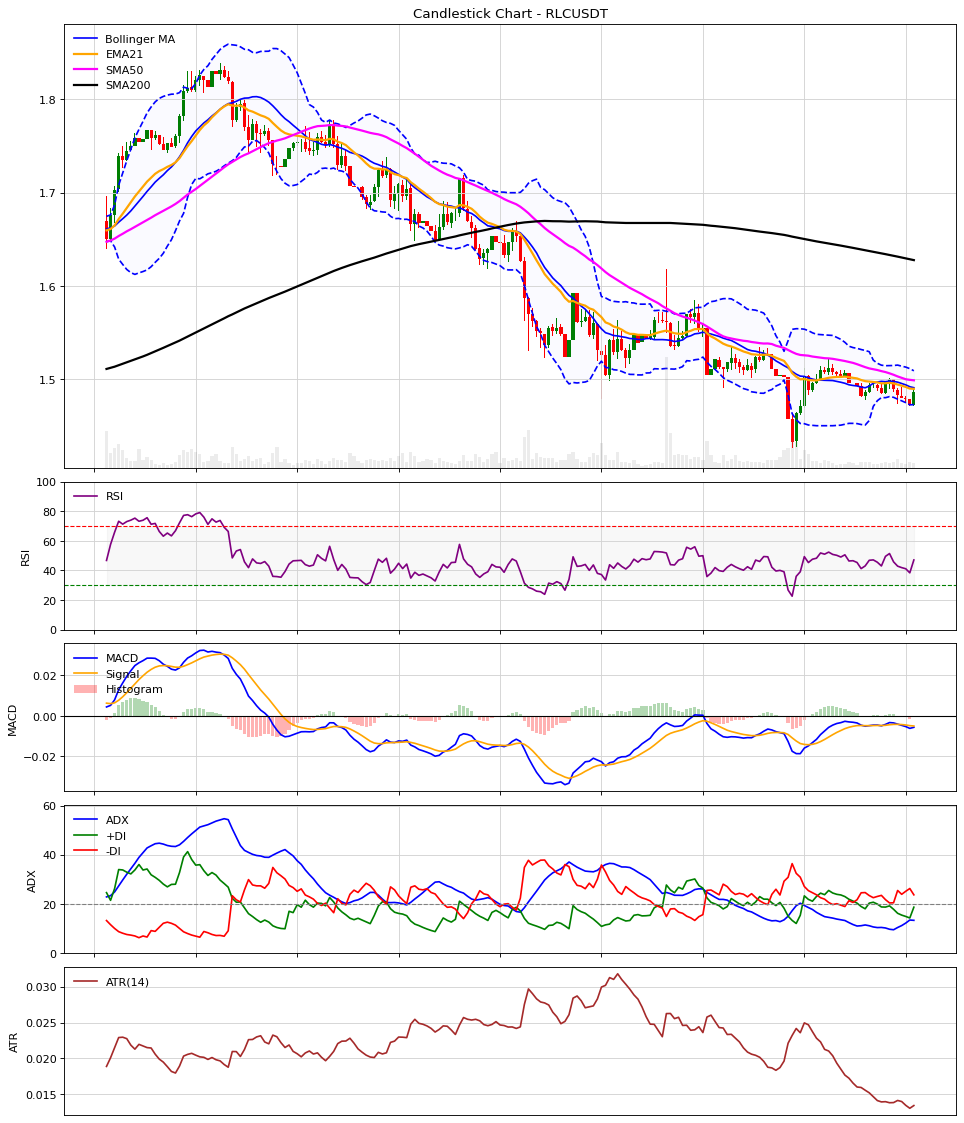 Candlestick Chart - RLCUSDT
Bollinger MA
EMA21
SMA50
SMA200
1.8
1.7
1.6
1.5
100
80
60
40
20
0
RSI
RSI
0.02
0.00
−0.02
MACD
MACD
Signal
Histogram
60
40
20
0
ADX
ADX
+DI
-DI
0.030
0.025
0.020
0.015
ATR
ATR(14)